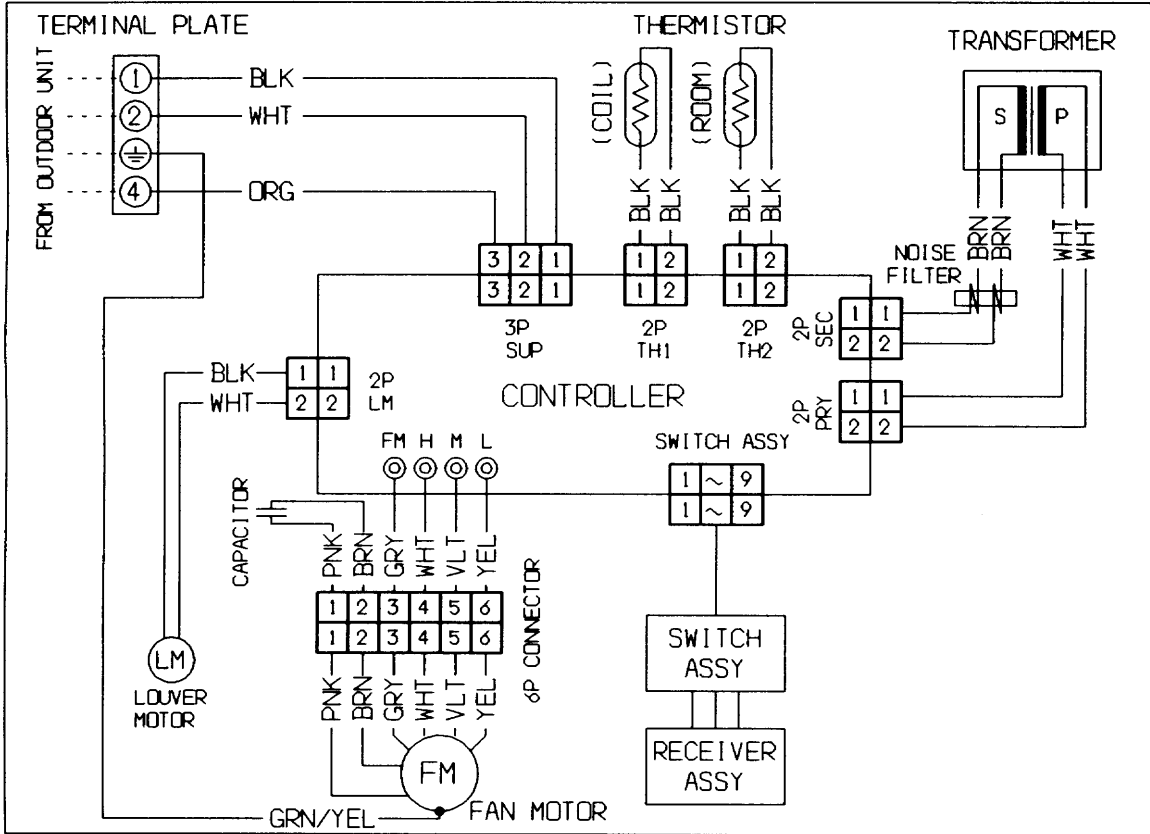 TERMINAL PLATE
THERMISTOR
TRANSFORMER
FROM OUTDOOR UNIT
1
BLK
2
WHT
4
ORG
(COIL)
(ROOM)
S P
BLK BLK BLK BLK
BRN BRN WHT WHT
NOISE
FILTER
3 2 1
3 2 1
3P
SUP
1 2
1 2
2P
TH1
1 2
1 2
2P
TH2
2P
SEC
1 1
2 2
2P
PRY
1 1
2 2
BLK
WHT
1 1
2 2
2P
LM
CONTROLLER
FM H M L
SWITCH ASSY
1 ~ 9
1 ~ 9
CAPACITOR
PNK BRN GRY WHT VLT YEL
1 2 3 4 5 6
1 2 3 4 5 6
6P CONNECTOR
PNK BRN GRY WHT VLT YEL
LM
LOUVER
MOTOR
SWITCH
ASSY
RECEIVER
ASSY
FM
FAN MOTOR
GRN/YEL